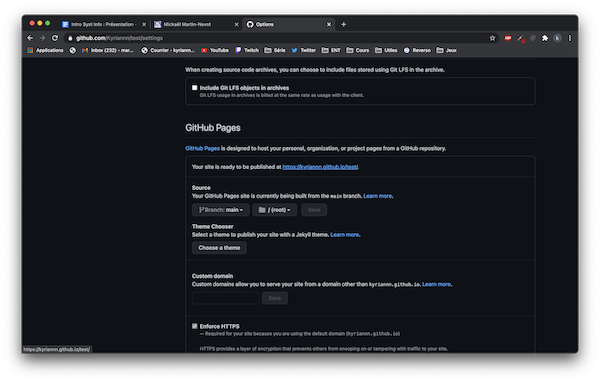 Intro Syst Info : Présentation -
Mickaël Martin-Nevot
Options
github.com/Kyriannn/test/settings
Applications
Inbox (233) - mar...
Courrier - kyriann...
YouTube
Twitch
Série
Twitter
ENT
Cours
Utiles
Reverso
Jeux
When creating source code archives, you can choose to include files stored using Git LFS in the archive.
Include Git LFS objects in archives
Git LFS usage in archives is billed at the same rate as usage with the client.
GitHub Pages
GitHub Pages is designed to host your personal, organization, or project pages from a GitHub repository.
Your site is ready to be published at https://kyriannn.github.io/test/.
Source
Your GitHub Pages site is currently being built from the main branch. Learn more.
Branch: main
/ (root)
Save
Theme Chooser
Select a theme to publish your site with a Jekyll theme. Learn more.
Choose a theme
Custom domain
Custom domains allow you to serve your site from a domain other than kyriannn.github.io. Learn more.
Save
Enforce HTTPS
— Required for your site because you are using the default domain (kyriannn.github.io)
HTTPS provides a layer of encryption that prevents others from snooping on or tampering with traffic to your site.
https://kyriannn.github.io/test/